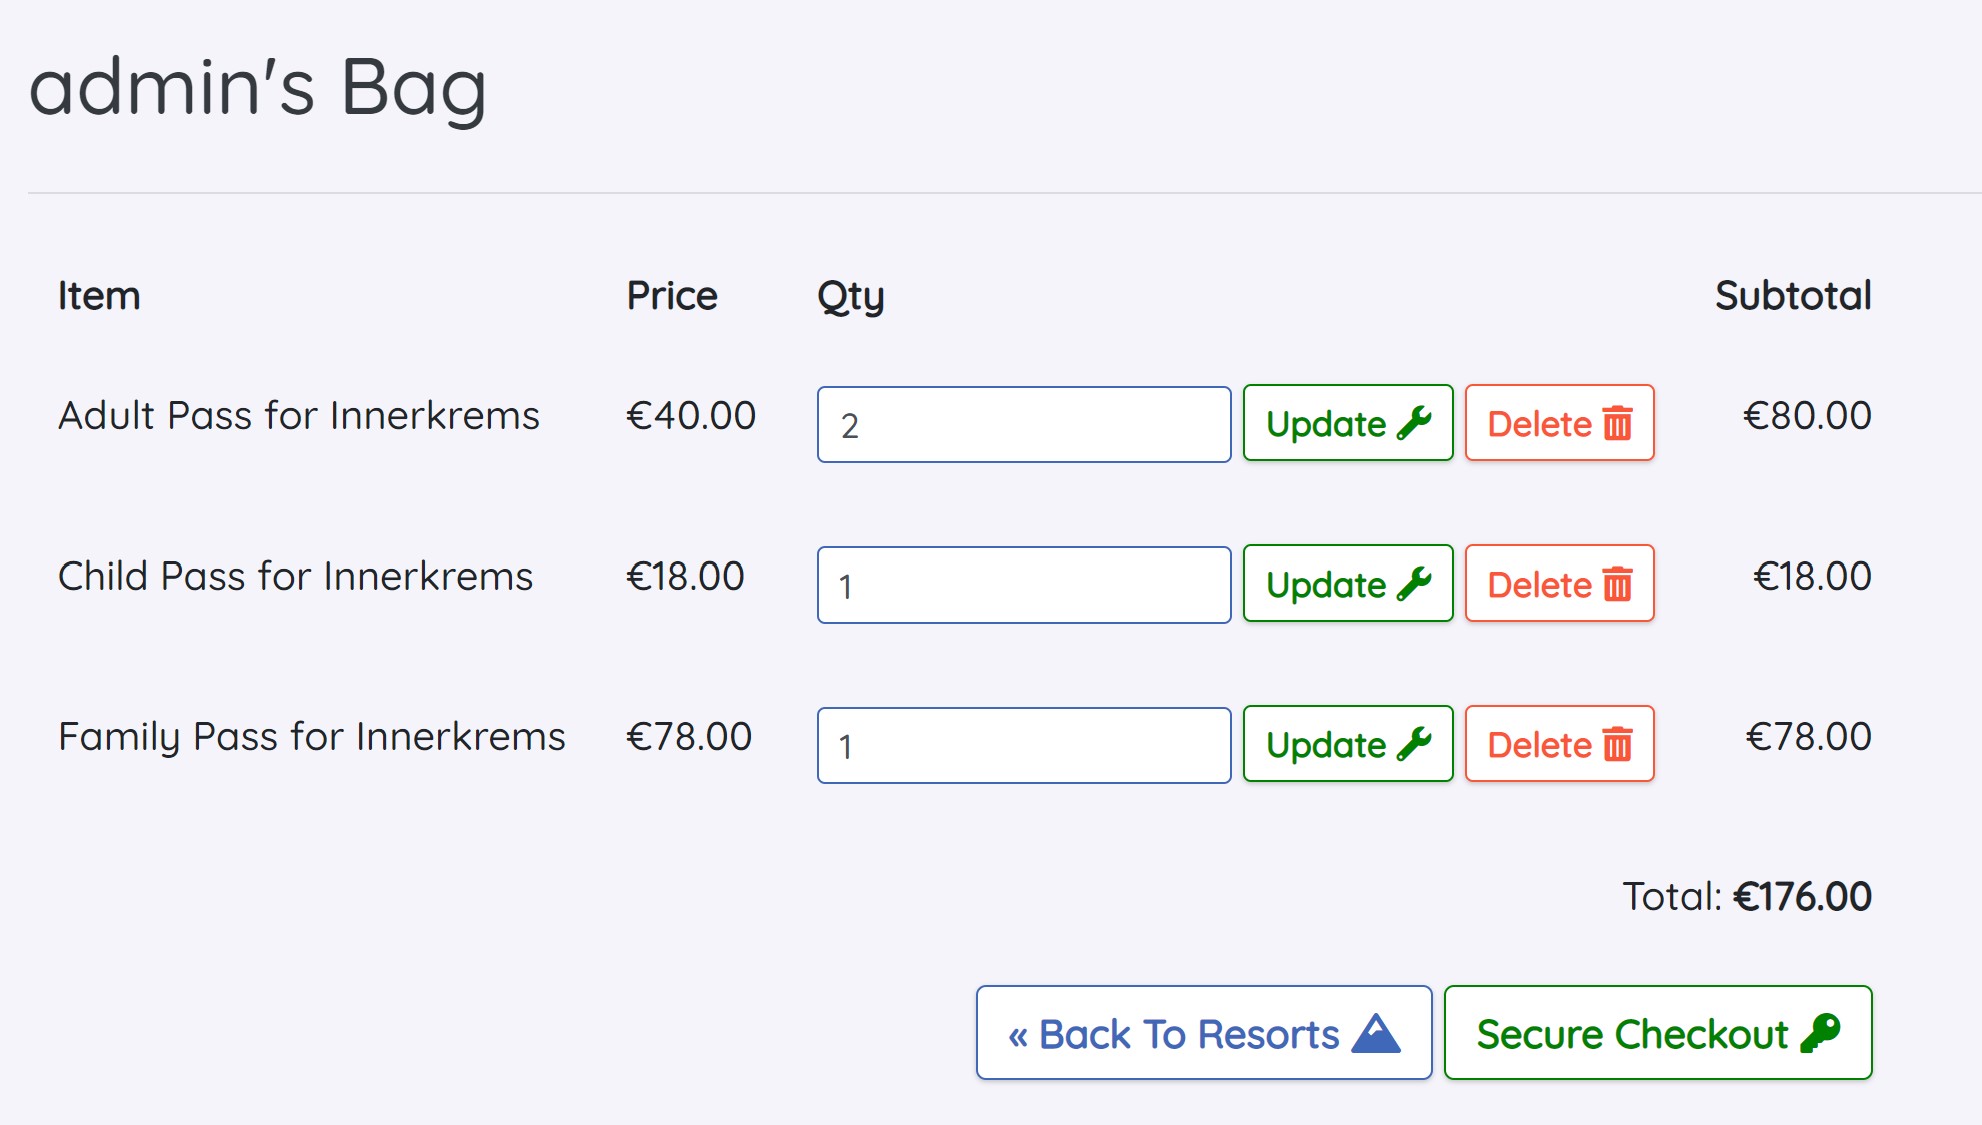 admin's Bag
Item Price Qty Subtotal
Adult Pass for Innerkrems €40.00 2 Update Delete €80.00
Child Pass for Innerkrems €18.00 1 Update Delete €18.00
Family Pass for Innerkrems €78.00 1 Update Delete €78.00
Total: €176.00
« Back To Resorts Secure Checkout